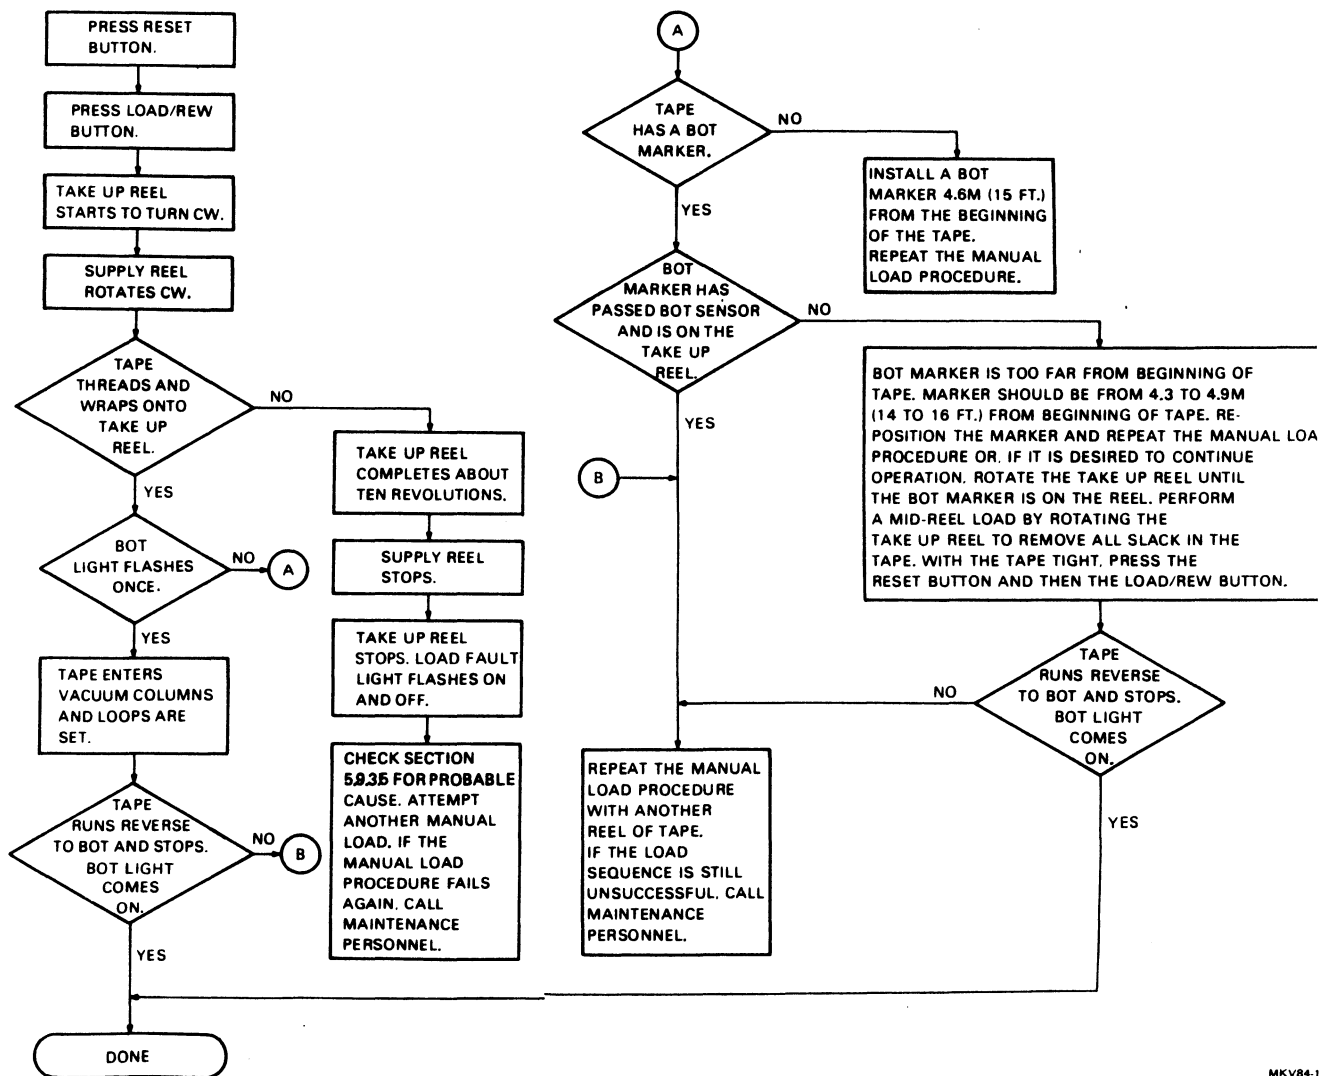 PRESS RESET
BUTTON.
PRESS LOAD/REW
BUTTON.
TAKE UP REEL
STARTS TO TURN CW.
SUPPLY REEL
ROTATES CW.
TAPE
THREADS AND
WRAPS ONTO
TAKE UP
REEL.
NO
YES
BOT
LIGHT FLASHES
ONCE.
NO
A
YES
TAPE ENTERS
VACUUM COLUMNS
AND LOOPS ARE
SET.
TAPE
RUNS REVERSE
TO BOT AND STOPS.
BOT LIGHT
COMES
ON.
NO
B
YES
DONE
TAKE UP REEL
COMPLETES ABOUT
TEN REVOLUTIONS.
SUPPLY REEL
STOPS.
TAKE UP REEL
STOPS. LOAD FAULT
LIGHT FLASHES ON
AND OFF.
CHECK SECTION
5.9.3.5 FOR PROBABLE
CAUSE. ATTEMPT
ANOTHER MANUAL
LOAD. IF THE
MANUAL LOAD
PROCEDURE FAILS
AGAIN, CALL
MAINTENANCE
PERSONNEL.
A
TAPE
HAS A BOT
MARKER.
NO
YES
INSTALL A BOT
MARKER 4.6M (15 FT.)
FROM THE BEGINNING
OF THE TAPE.
REPEAT THE MANUAL
LOAD PROCEDURE.
BOT
MARKER HAS
PASSED BOT SENSOR
AND IS ON THE
TAKE UP
REEL.
NO
YES
B
BOT MARKER IS TOO FAR FROM BEGINNING OF
TAPE. MARKER SHOULD BE FROM 4.3 TO 4.9M
(14 TO 16 FT.) FROM BEGINNING OF TAPE. RE-
POSITION THE MARKER AND REPEAT THE MANUAL LOA
PROCEDURE OR, IF IT IS DESIRED TO CONTINUE
OPERATION, ROTATE THE TAKE UP REEL UNTIL
THE BOT MARKER IS ON THE REEL. PERFORM
A MID-REEL LOAD BY ROTATING THE
TAKE UP REEL TO REMOVE ALL SLACK IN THE
TAPE. WITH THE TAPE TIGHT, PRESS THE
RESET BUTTON AND THEN THE LOAD/REW BUTTON.
TAPE
RUNS REVERSE
TO BOT AND STOPS.
BOT LIGHT
COMES
ON.
NO
YES
REPEAT THE MANUAL
LOAD PROCEDURE
WITH ANOTHER
REEL OF TAPE.
IF THE LOAD
SEQUENCE IS STILL
UNSUCCESSFUL, CALL
MAINTENANCE
PERSONNEL.
MKV84-1